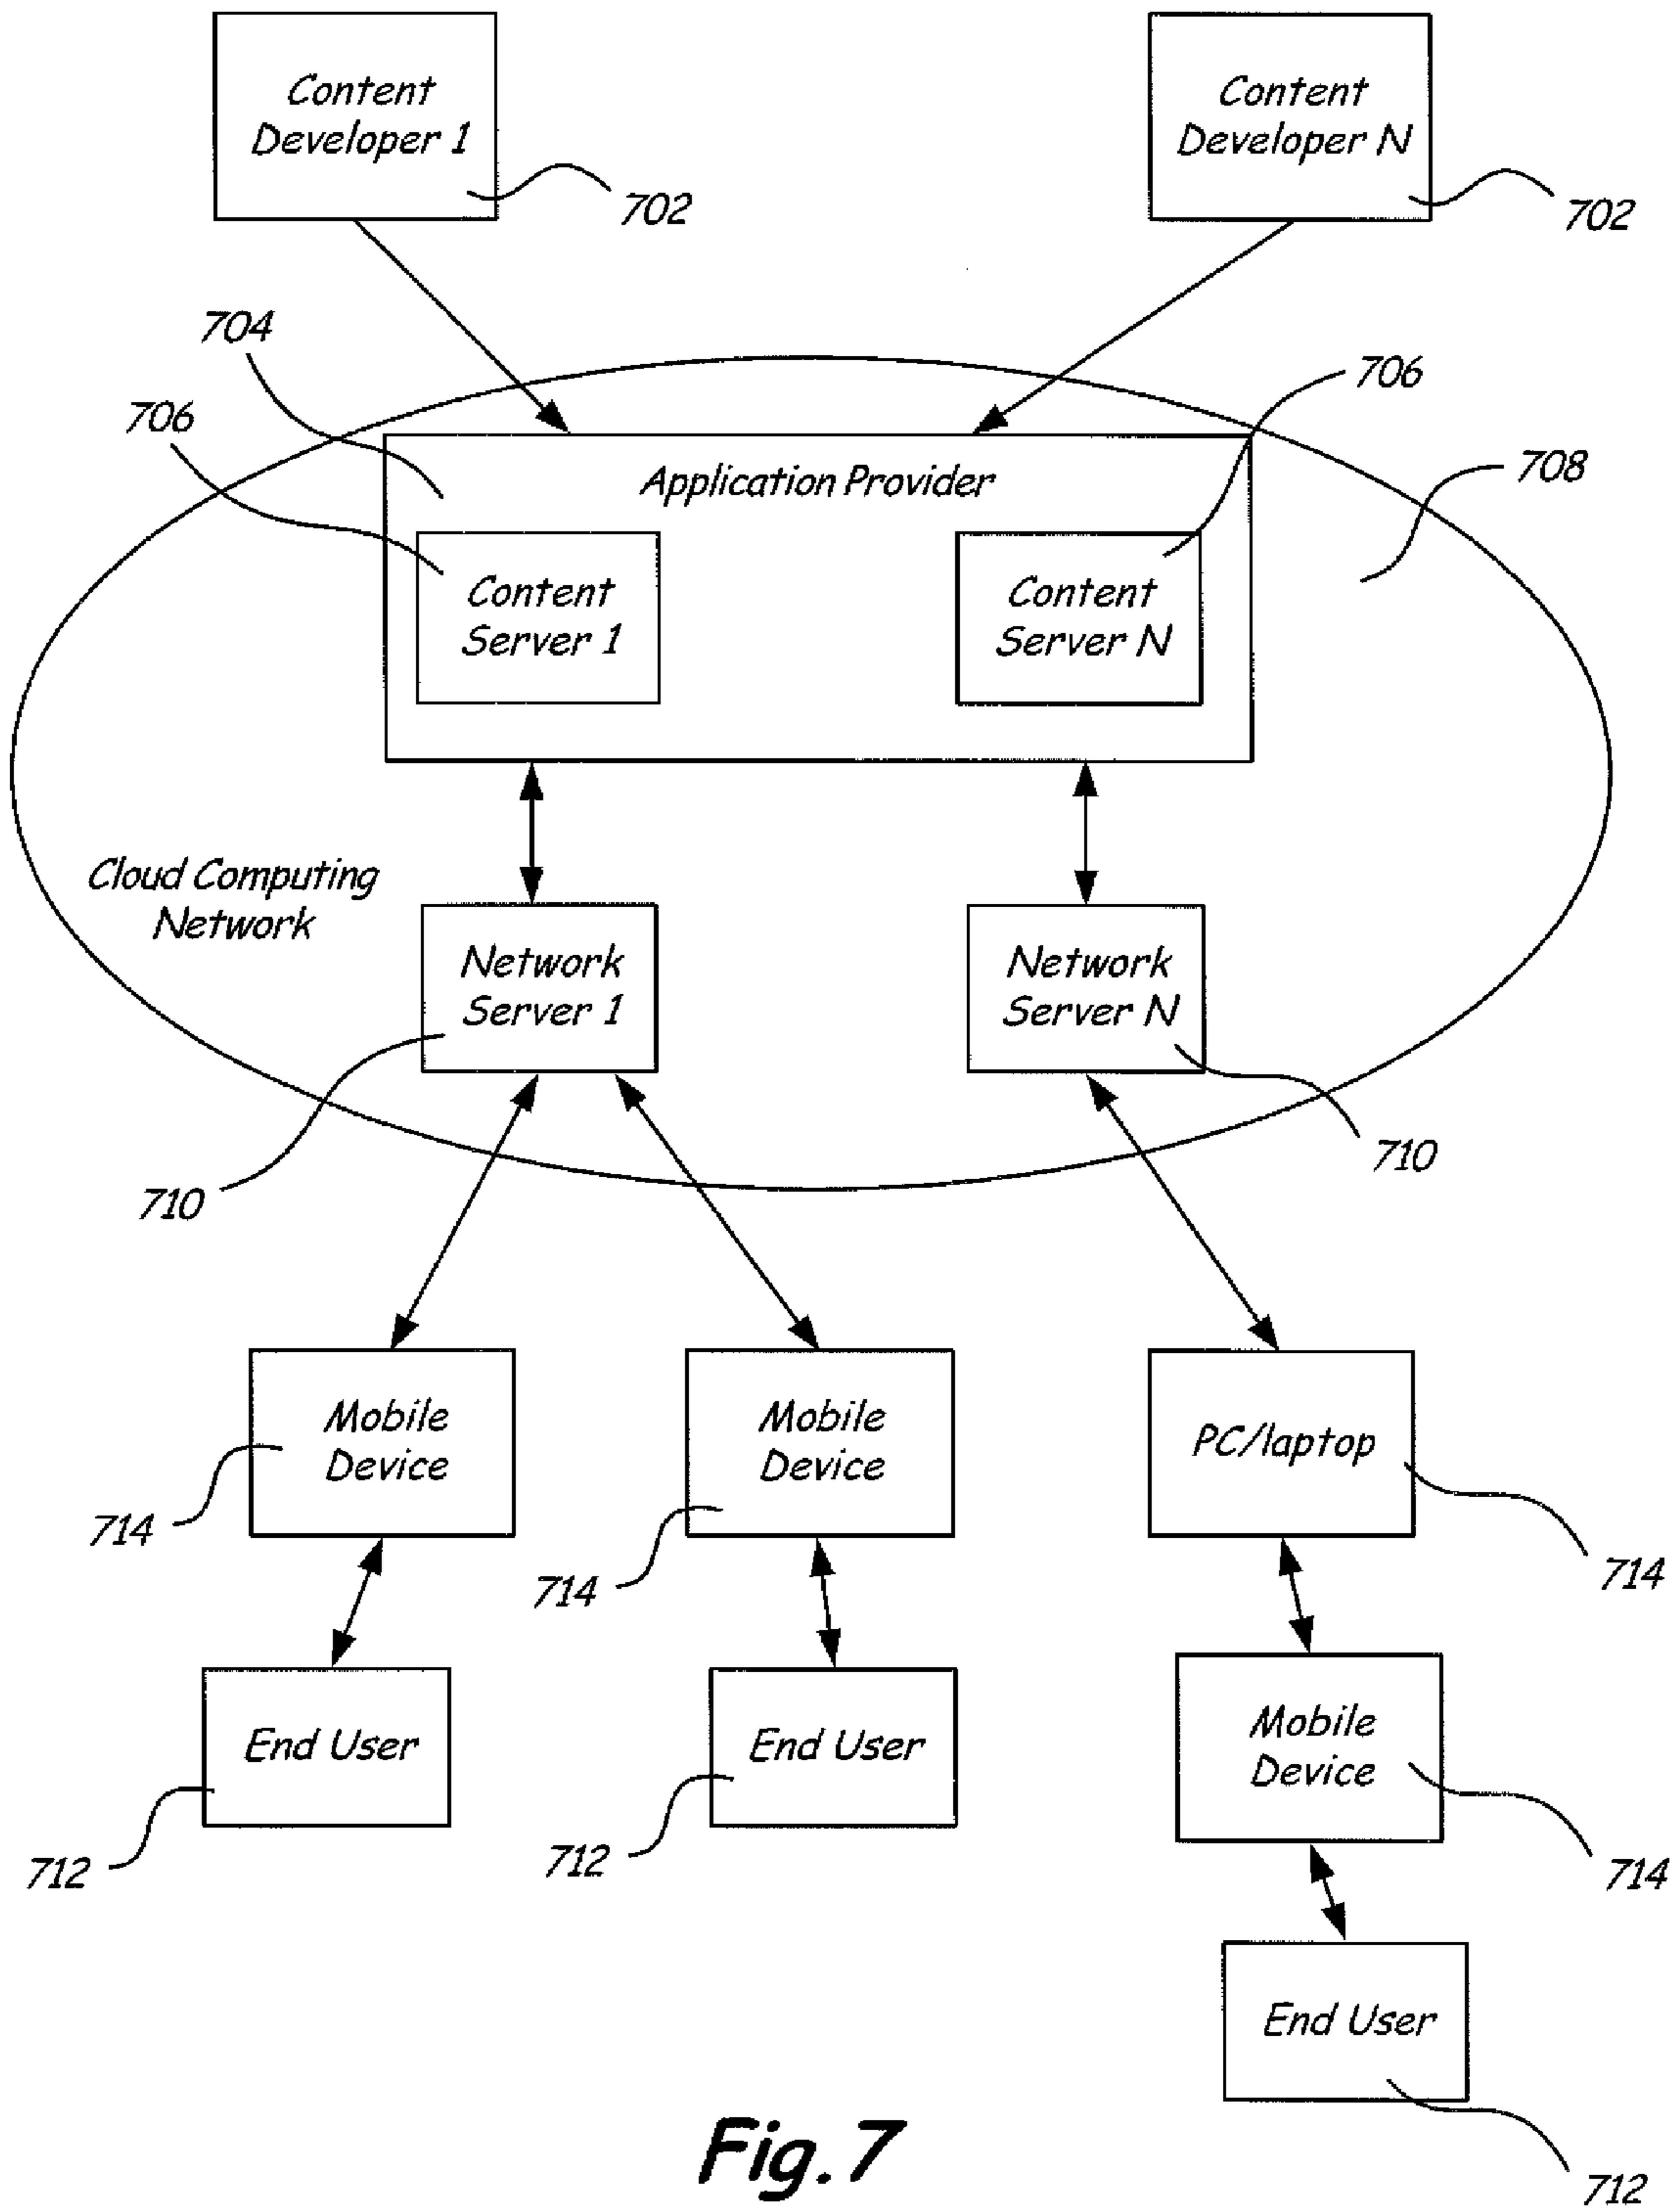 Content
Developer 1
702
Content
Developer N
702
704
706
706
708
Application Provider
Content
Server 1
Content
Server N
Cloud Computing
Network
Network
Server 1
Network
Server N
710
710
Mobile
Device
714
Mobile
Device
714
PC/laptop
714
End User
712
End User
712
Mobile
Device
714
End User
712
Fig.7